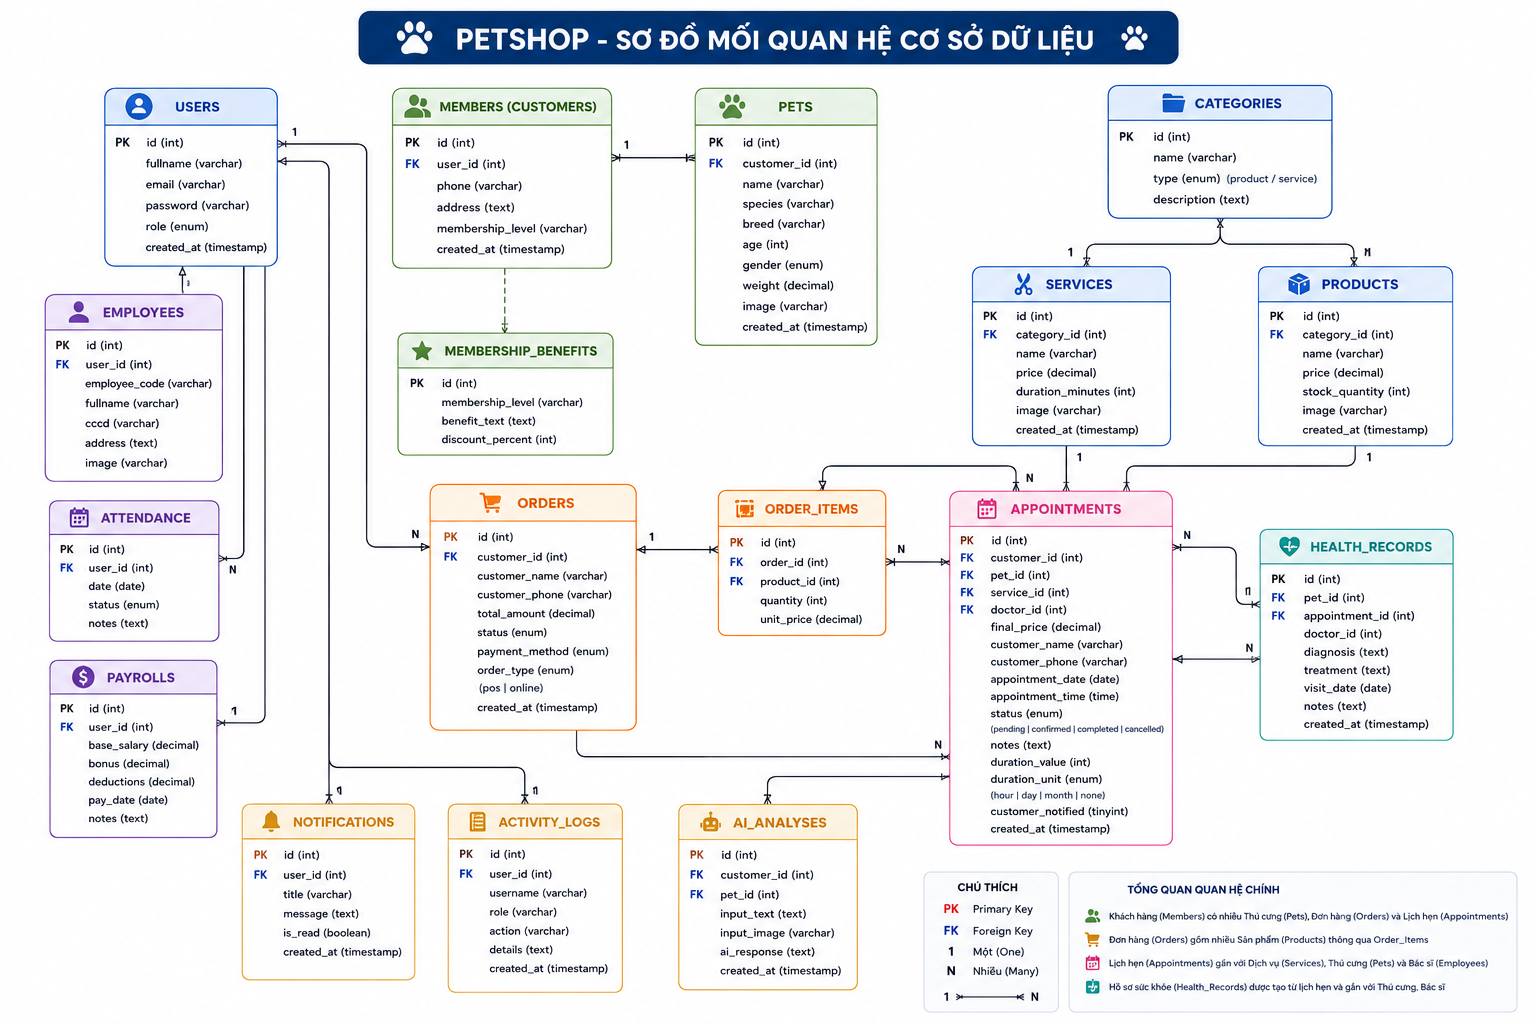 PETSHOP - SƠ ĐỒ MỐI QUAN HỆ CƠ SỞ DỮ LIỆU
USERS
PK id (int)
fullname (varchar)
email (varchar)
password (varchar)
role (enum)
created_at (timestamp)
1
MEMBERS (CUSTOMERS)
PK id (int)
FK user_id (int)
phone (varchar)
address (text)
membership_level (varchar)
created_at (timestamp)
1
PETS
PK id (int)
FK customer_id (int)
name (varchar)
species (varchar)
breed (varchar)
age (int)
gender (enum)
weight (decimal)
image (varchar)
created_at (timestamp)
CATEGORIES
PK id (int)
name (varchar)
type (enum) (product / service)
description (text)
1
SERVICES
PK id (int)
FK category_id (int)
name (varchar)
price (decimal)
duration_minutes (int)
image (varchar)
created_at (timestamp)
1
PRODUCTS
PK id (int)
FK category_id (int)
name (varchar)
price (decimal)
stock_quantity (int)
image (varchar)
created_at (timestamp)
1
EMPLOYEES
PK id (int)
FK user_id (int)
employee_code (varchar)
fullname (varchar)
cccd (varchar)
address (text)
image (varchar)
MEMBERSHIP_BENEFITS
PK id (int)
membership_level (varchar)
benefit_text (text)
discount_percent (int)
ATTENDANCE
PK id (int)
FK user_id (int)
date (date)
status (enum)
notes (text)
N
PAYROLLS
PK id (int)
FK user_id (int)
base_salary (decimal)
bonus (decimal)
deductions (decimal)
pay_date (date)
notes (text)
1
N
ORDERS
PK id (int)
FK customer_id (int)
customer_name (varchar)
customer_phone (varchar)
total_amount (decimal)
status (enum)
payment_method (enum)
order_type (enum)
(pos | online)
created_at (timestamp)
1
ORDER_ITEMS
PK id (int)
FK order_id (int)
FK product_id (int)
quantity (int)
unit_price (decimal)
N
N
APPOINTMENTS
PK id (int)
FK customer_id (int)
FK pet_id (int)
FK service_id (int)
FK doctor_id (int)
final_price (decimal)
customer_name (varchar)
customer_phone (varchar)
appointment_date (date)
appointment_time (time)
status (enum)
(pending | confirmed | completed | cancelled)
notes (text)
duration_value (int)
duration_unit (enum)
(hour | day | month | none)
customer_notified (tinyint)
created_at (timestamp)
N
N
N
HEALTH_RECORDS
PK id (int)
FK pet_id (int)
FK appointment_id (int)
doctor_id (int)
diagnosis (text)
treatment (text)
visit_date (date)
notes (text)
created_at (timestamp)
NOTIFICATIONS
PK id (int)
FK user_id (int)
title (varchar)
message (text)
is_read (boolean)
created_at (timestamp)
ACTIVITY_LOGS
PK id (int)
FK user_id (int)
username (varchar)
role (varchar)
action (varchar)
details (text)
created_at (timestamp)
AI_ANALYSES
PK id (int)
FK customer_id (int)
FK pet_id (int)
input_text (text)
input_image (varchar)
ai_response (text)
created_at (timestamp)
CHÚ THÍCH
PK Primary Key
FK Foreign Key
1 Một (One)
N Nhiều (Many)
1 N
TỔNG QUAN QUAN HỆ CHÍNH
Khách hàng (Members) có nhiều Thú cưng (Pets), Đơn hàng (Orders) và Lịch hẹn (Appointments)
Đơn hàng (Orders) gồm nhiều Sản phẩm (Products) thông qua Order_Items
Lịch hẹn (Appointments) gắn với Dịch vụ (Services), Thú cưng (Pets) và Bác sĩ (Employees)
Hồ sơ sức khỏe (Health_Records) được tạo từ lịch hẹn và gắn với Thú cưng, Bác sĩ